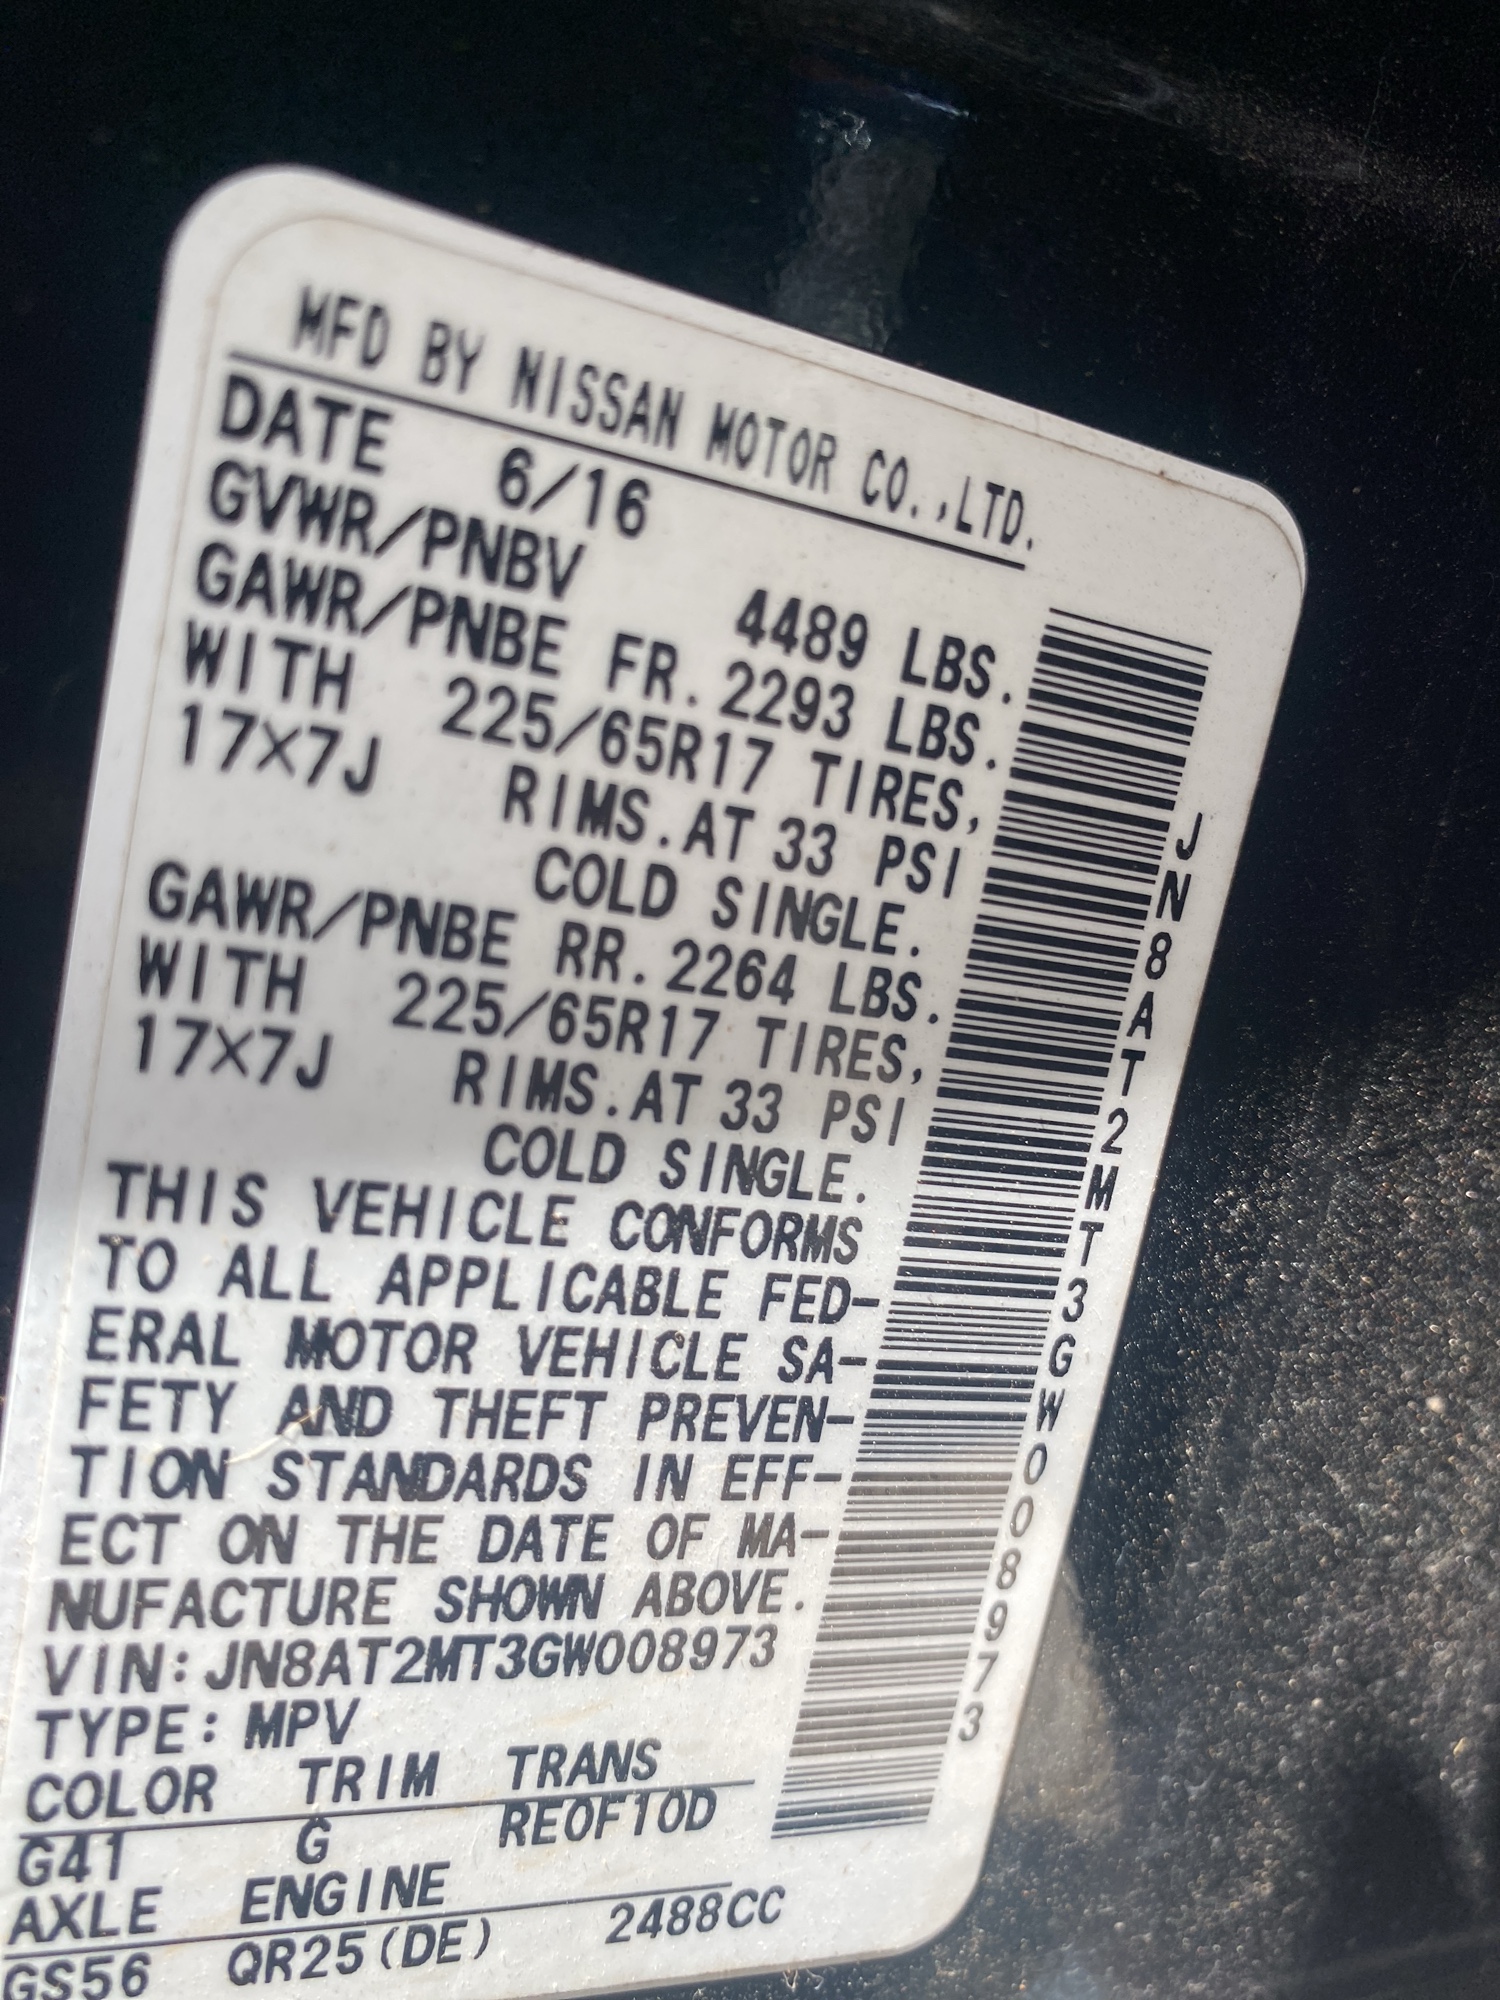 MFD BY NISSAN MOTOR CO.,LTD.
DATE 6/16
GVWR/PNBV 4489 LBS.
GAWR/PNBE FR. 2293 LBS.
WITH 225/65R17 TIRES,
17×7J RIMS.AT 33 PSI
COLD SINGLE.
GAWR/PNBE RR. 2264 LBS.
WITH 225/65R17 TIRES,
17×7J RIMS.AT 33 PSI
COLD SINGLE.
THIS VEHICLE CONFORMS
TO ALL APPLICABLE FED-
ERAL MOTOR VEHICLE SA-
FETY AND THEFT PREVEN-
TION STANDARDS IN EFF-
ECT ON THE DATE OF MA-
NUFACTURE SHOWN ABOVE.
VIN:JN8AT2MT3GW008973
TYPE:MPV
COLOR TRIM TRANS
G41 G RE0F10D
AXLE ENGINE
GS56 QR25(DE) 2488CC
JN8AT2MT3GW008973